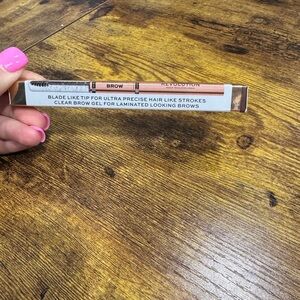 BROW
REVOLUTION
BLADE LIKE TIP FOR ULTRA PRECISE HAIR LIKE STROKES
CLEAR BROW GEL FOR LAMINATED LOOKING BROWS